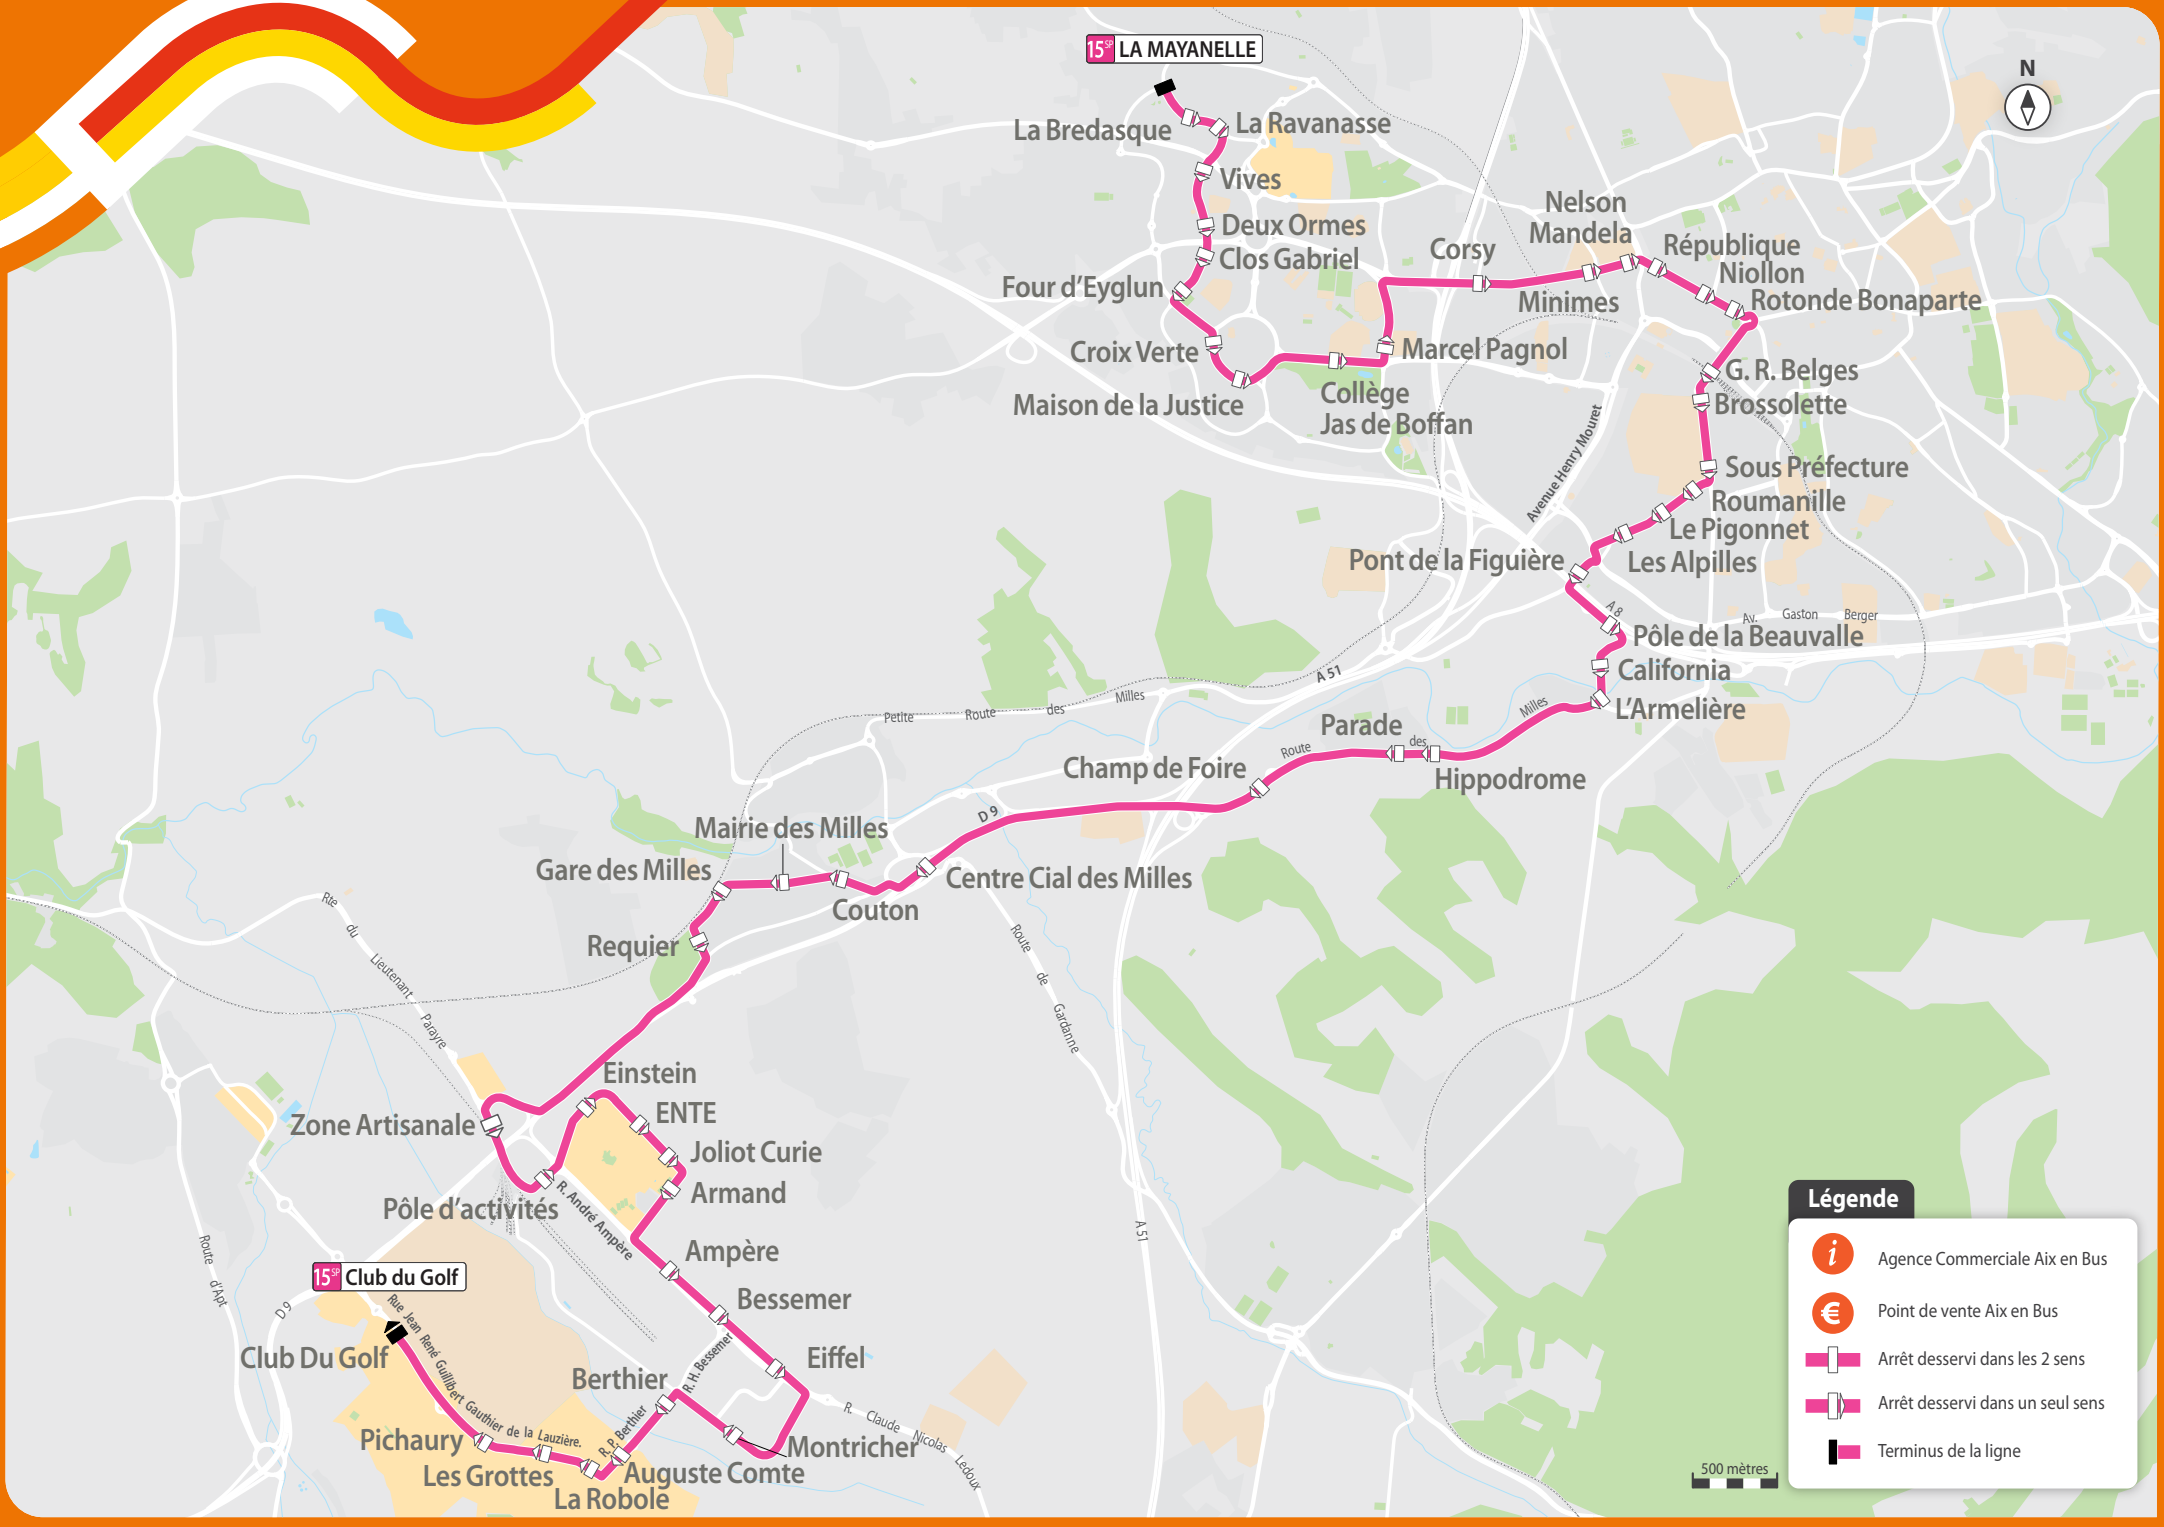 15SP LA MAYANELLE
N
La Bredasque
La Ravanasse
Vives
Deux Ormes
Clos Gabriel
Four d'Eyglun
Croix Verte
Maison de la Justice
Collège
Jas de Boffan
Marcel Pagnol
Corsy
Minimes
Nelson
Mandela
République
Niollon
Rotonde Bonaparte
G. R. Belges
Brossolette
Sous Préfecture
Roumanille
Le Pigonnet
Les Alpilles
Avenue Henry Mouret
Pont de la Figuière
A 8
Av. Gaston Berger
Pôle de la Beauvalle
California
L'Armelière
A 51
Petite Route des Milles
Route des Milles
Parade
Hippodrome
Champ de Foire
D 9
Centre Cial des Milles
Mairie des Milles
Couton
Gare des Milles
Requier
Rte du Lieutenant Parayre
Route de Gardanne
Einstein
ENTE
Joliot Curie
Armand
Zone Artisanale
Pôle d'activités
R. André Ampère
Ampère
Bessemer
R. H. Bessemer
Eiffel
R. Claude Nicolas Ledoux
A 51
Route d'Apt
D 9
15SP Club du Golf
Rue Jean René Guillibert Gauthier de la Lauzière.
Club Du Golf
Berthier
R. P. Berthier
Montricher
Auguste Comte
Pichaury
Les Grottes
La Robole
500 mètres
Légende
i Agence Commerciale Aix en Bus
€ Point de vente Aix en Bus
Arrêt desservi dans les 2 sens
Arrêt desservi dans un seul sens
Terminus de la ligne